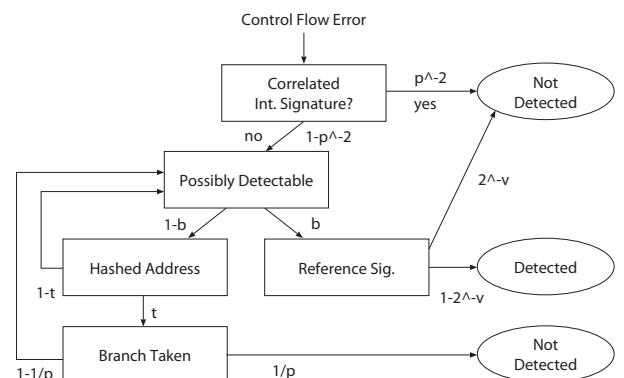 Control Flow Error
Correlated
Int. Signature?
p^-2
yes
Not
Detected
no
1-p^-2
Possibly Detectable
2^-v
1-b
b
Hashed Address
Reference Sig.
Detected
1-t
1-2^-v
t
Branch Taken
Not
Detected
1-1/p
1/p